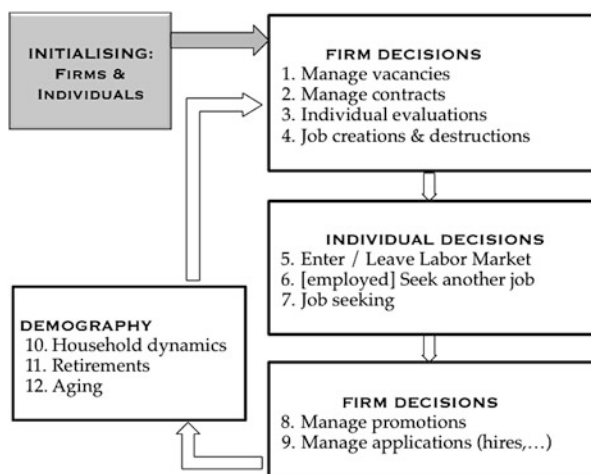 INITIALISING:
FIRMS &
INDIVIDUALS
FIRM DECISIONS
1. Manage vacancies
2. Manage contracts
3. Individual evaluations
4. Job creations & destructions
INDIVIDUAL DECISIONS
5. Enter / Leave Labor Market
6. [employed] Seek another job
7. Job seeking
FIRM DECISIONS
8. Manage promotions
9. Manage applications (hires,...)
DEMOGRAPHY
10. Household dynamics
11. Retirements
12. Aging